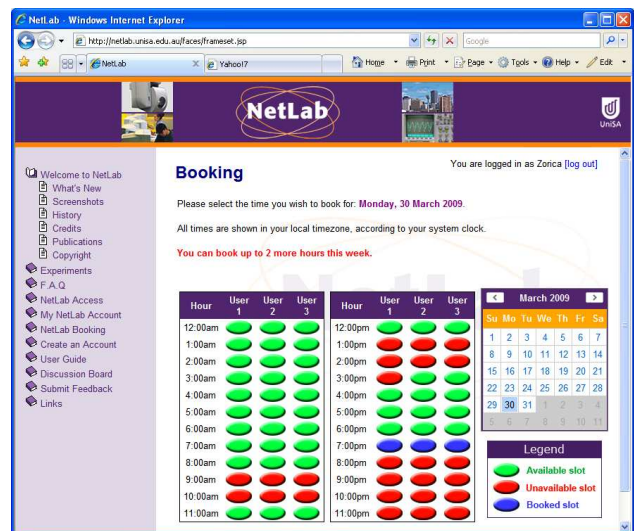 NetLab - Windows Internet Explorer
http://netlab.unisa.edu.au/faces/frameset.jsp
Google
NetLab
Yahoo!7
Home
Print
Page
Tools
Help
Edit
NetLab
UniSA
Welcome to NetLab
What's New
Screenshots
History
Credits
Publications
Copyright
Experiments
F.A.Q
NetLab Access
My NetLab Account
NetLab Booking
Create an Account
User Guide
Discussion Board
Submit Feedback
Links
You are logged in as Zorica [log out]
Booking
Please select the time you wish to book for: Monday, 30 March 2009.
All times are shown in your local timezone, according to your system clock.
You can book up to 2 more hours this week.
Hour User 1 User 2 User 3
12:00am
1:00am
2:00am
3:00am
4:00am
5:00am
6:00am
7:00am
8:00am
9:00am
10:00am
11:00am
Hour User 1 User 2 User 3
12:00pm
1:00pm
2:00pm
3:00pm
4:00pm
5:00pm
6:00pm
7:00pm
8:00pm
9:00pm
10:00pm
11:00pm
March 2009
Su Mo Tu We Th Fr Sa
1 2 3 4 5 6 7
8 9 10 11 12 13 14
15 16 17 18 19 20 21
22 23 24 25 26 27 28
29 30 31 1 2 3 4
5 6 7 8 9 10 11
Legend
Available slot
Unavailable slot
Booked slot